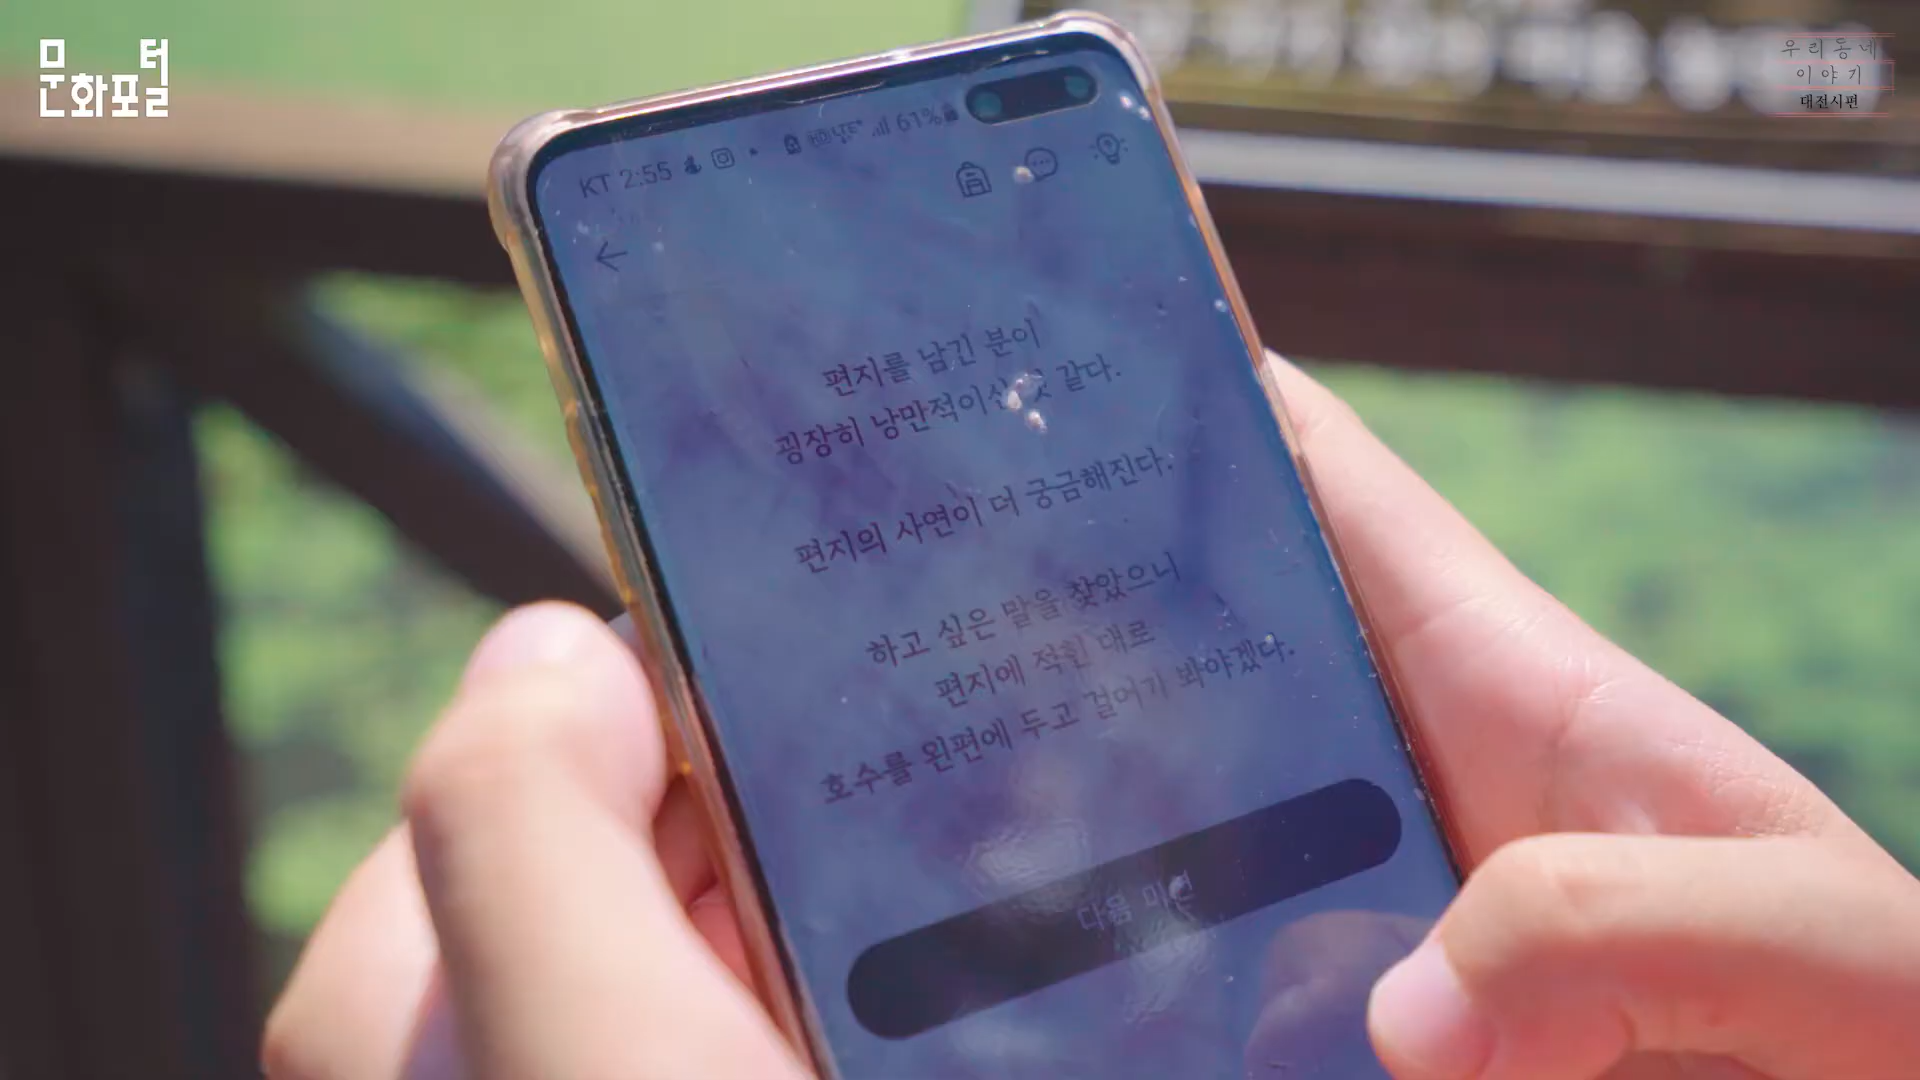 문화포털
우리동네
이야기
대전시편
KT 2:55
61%
편지를 남긴 분이
굉장히 낭만적이신 것 같다.
편지의 사연이 더 궁금해진다.
하고 싶은 말을 찾았으니
편지에 적힌 대로
호수를 왼편에 두고 걸어가 봐야겠다.
다음 미션